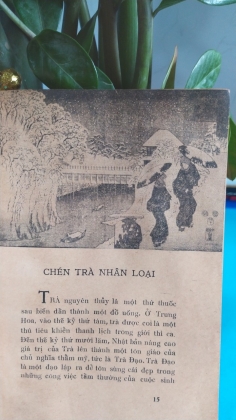 CHÉN TRÀ NHÂN LOẠI
TRÀ nguyên thủy là một thứ thuốc
sau biến dần thành một đồ uống. Ở Trung
Hoa, vào thế kỷ thứ tám, trà được coi là một
thú tiêu khiển thanh lịch trong giới thi ca.
Đến thế kỷ thứ mười lăm, Nhật bản nâng cao
giá trị của Trà lên thành một tôn giáo của
chủ nghĩa thẩm mỹ, tức là Trà Đạo. Trà Đạo
là một đạo lập ra để tôn sùng cái đẹp trong
những công việc tầm thường của cuộc sinh
15